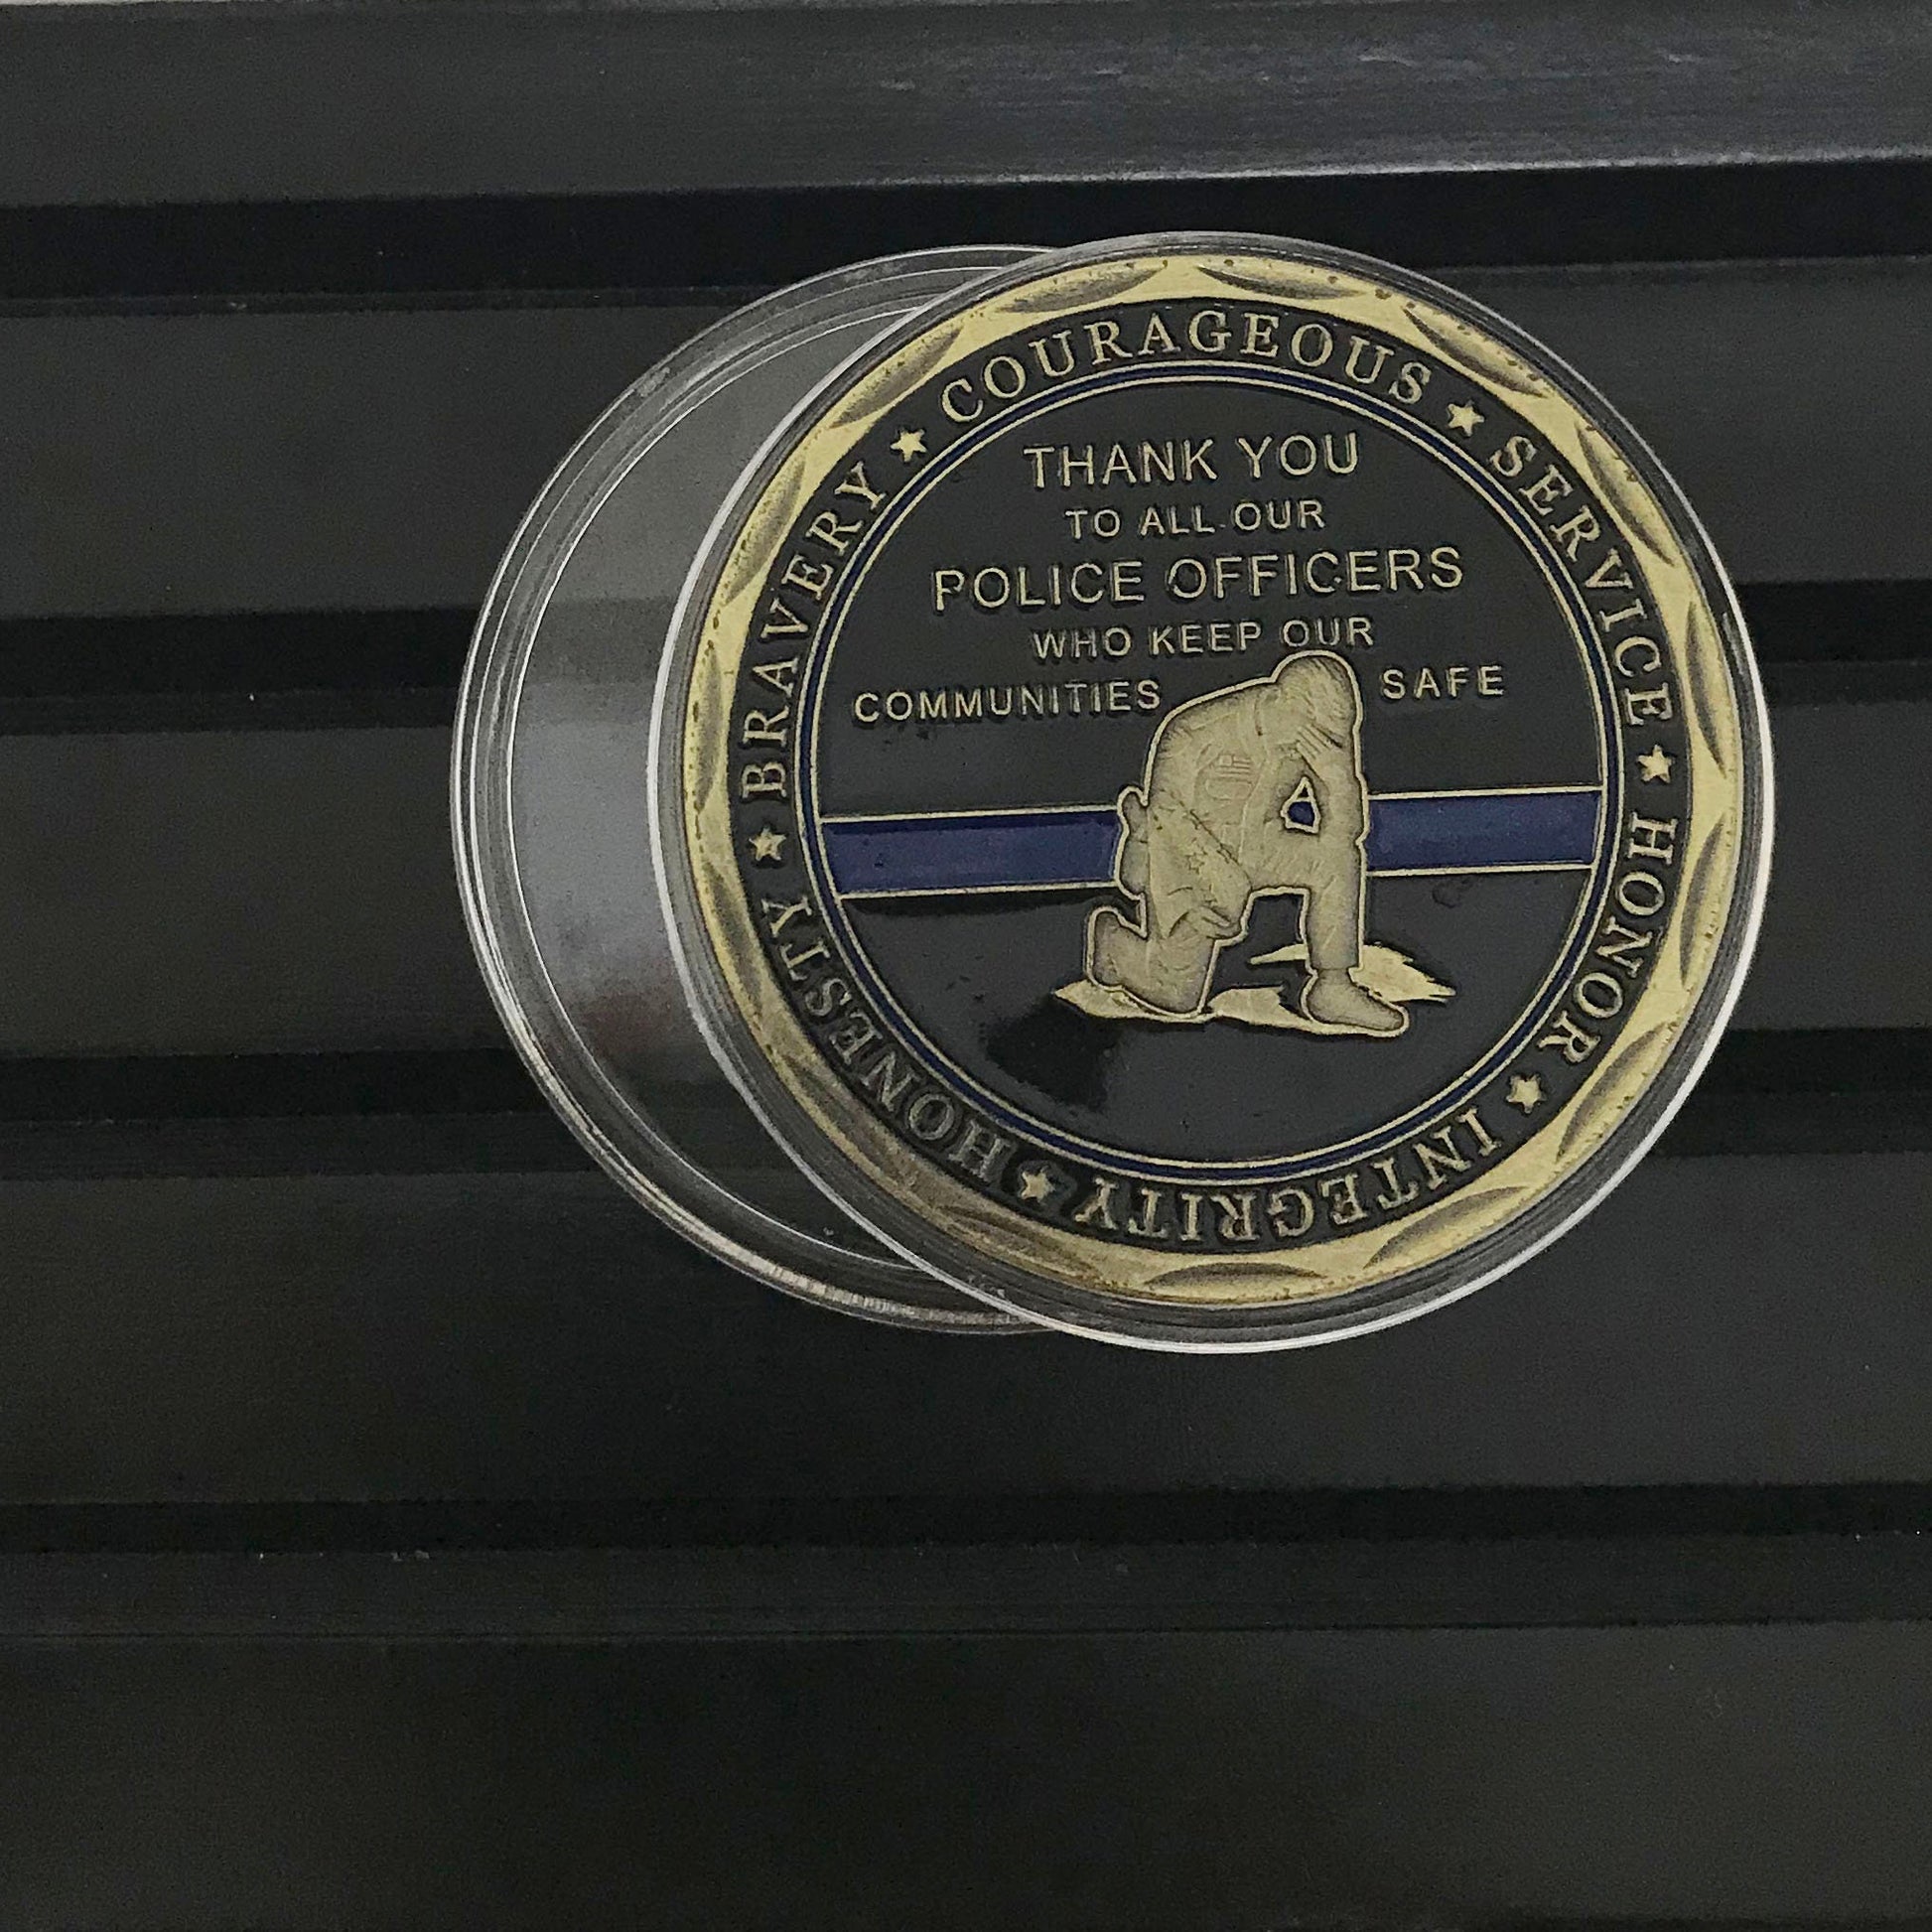 THANK YOU
TO ALL OUR
POLICE OFFICERS
WHO KEEP OUR
COMMUNITIES SAFE
BRAVERY ★ COURAGEOUS ★ SERVICE ★ HONOR ★ INTEGRITY ★ HONESTY ★